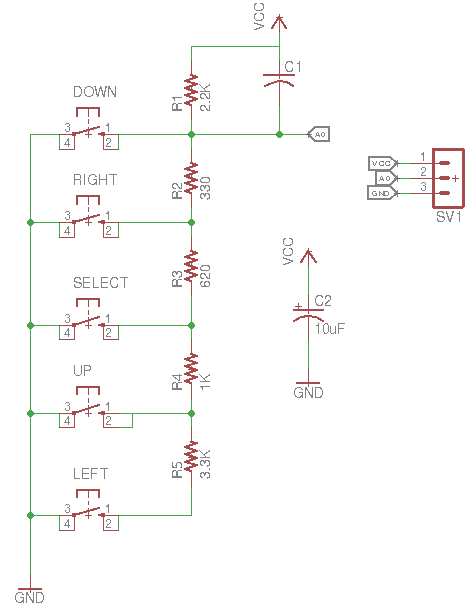 VCC
C1
DOWN
R1
2.2K
3
1
4
2
A0
VCC
1
A0
2
+
GND
3
SV1
RIGHT
R2
330
3
1
4
2
VCC
R3
620
SELECT
3
1
4
2
+
C2
10uF
GND
UP
R4
1K
3
1
4
2
LEFT
R5
3.3K
3
1
4
2
GND